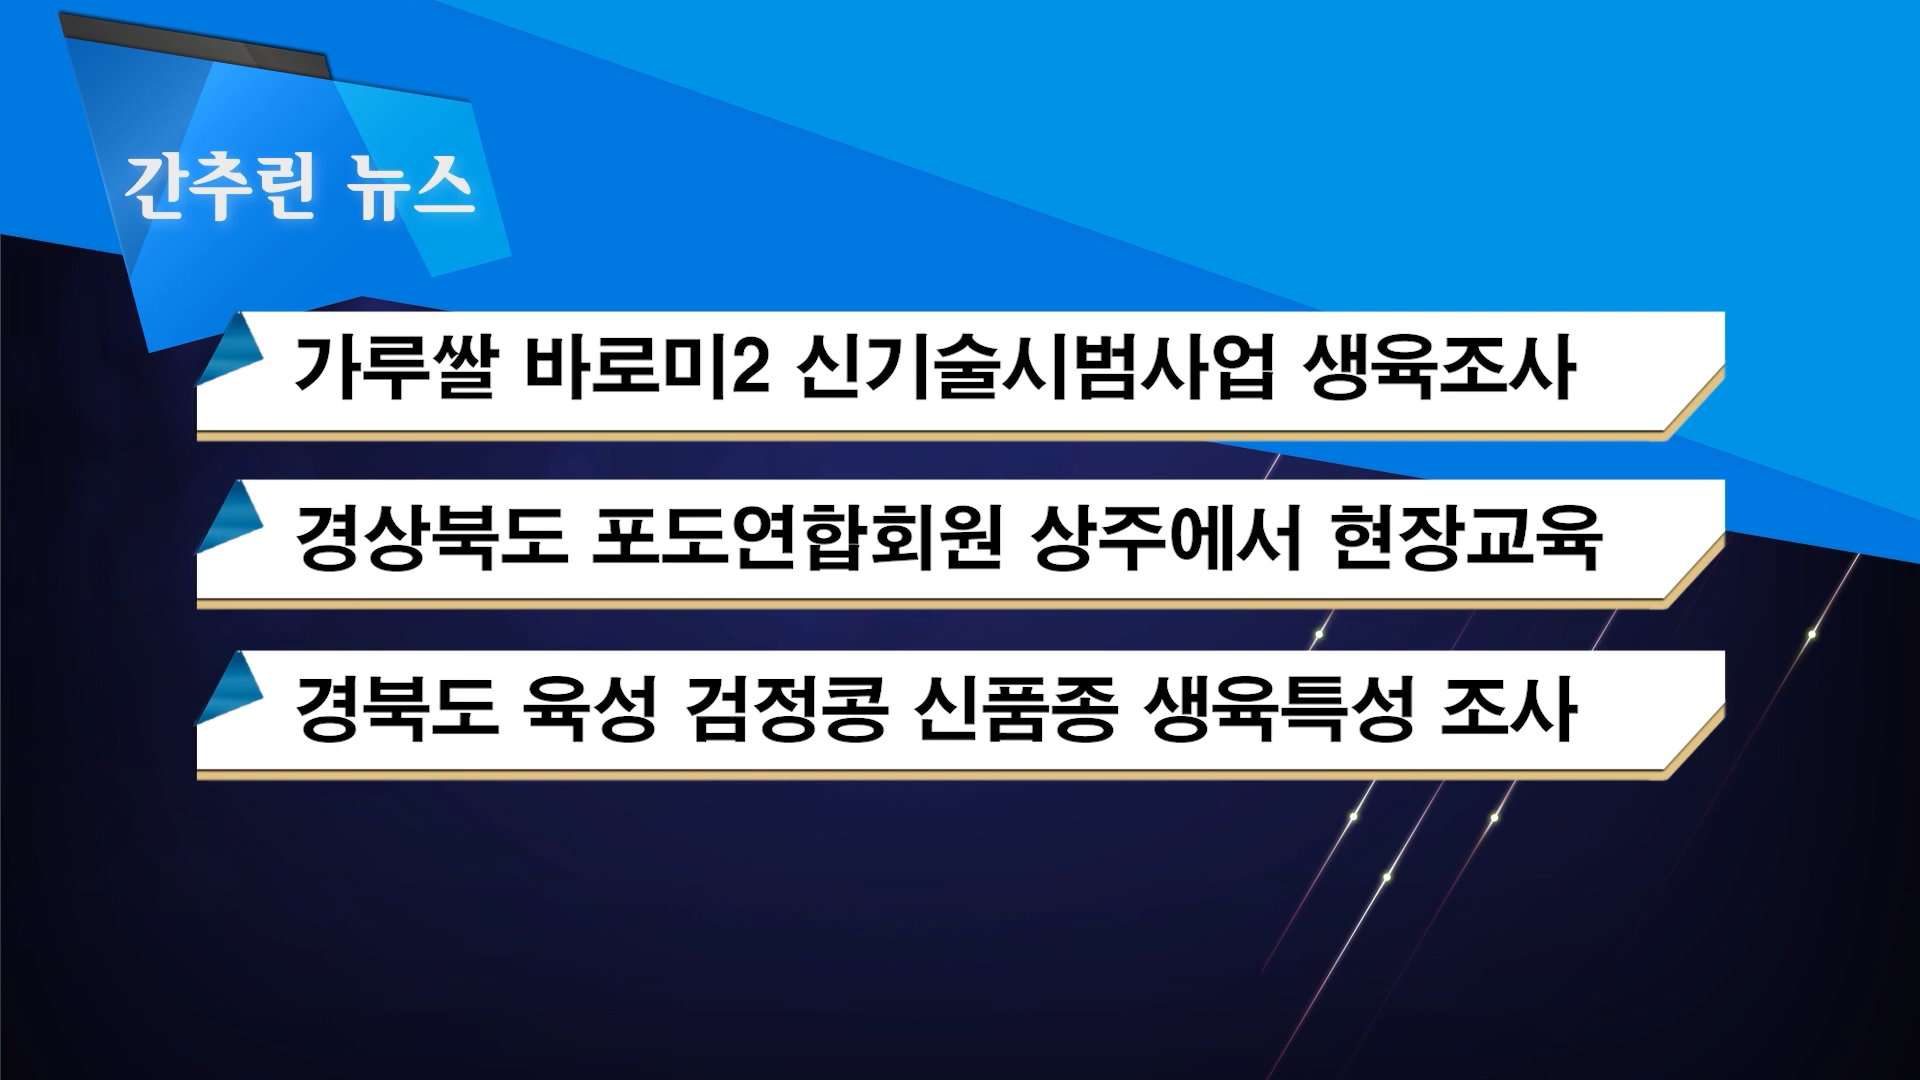 간추린 뉴스
가루쌀 바로미2 신기술시범사업 생육조사
경상북도 포도연합회원 상주에서 현장교육
경북도 육성 검정콩 신품종 생육특성 조사